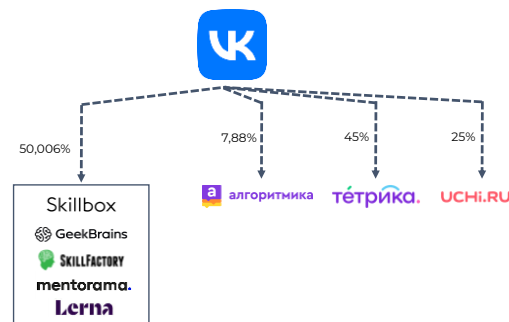 VK
50,006%
7,88%
45%
25%
Skillbox
GeekBrains
SKILLFACTORY
mentorama.
Lerna
a алгоритмика
тетрика.
UCHi.RU